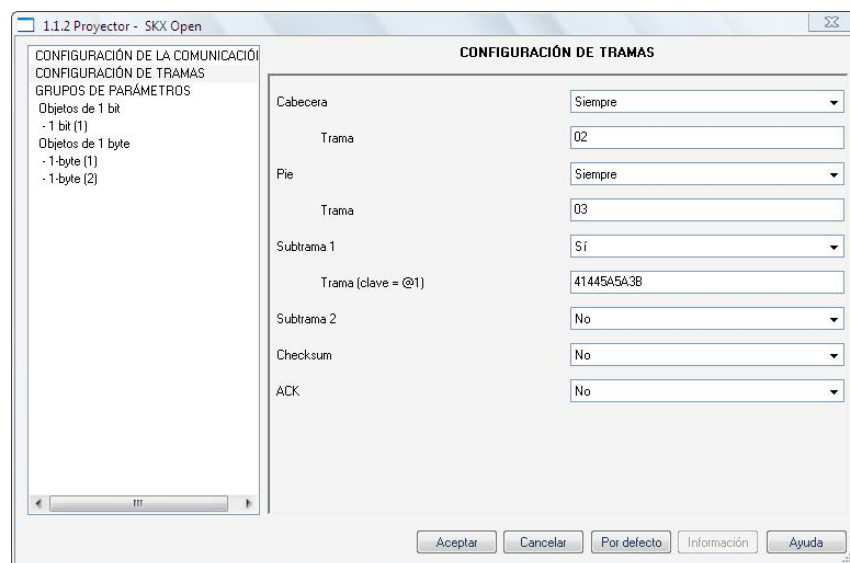 1.1.2 Proyector - SKX Open
CONFIGURACIÓN DE LA COMUNICACIÓI
CONFIGURACIÓN DE TRAMAS
GRUPOS DE PARÁMETROS
Objetos de 1 bit
- 1 bit (1)
Objetos de 1 byte
- 1-byte (1)
- 1-byte (2)
CONFIGURACIÓN DE TRAMAS
Cabecera Siempre
Trama 02
Pie Siempre
Trama 03
Subtrama 1 Sí
Trama (clave = @1) 41445A5A3B
Subtrama 2 No
Checksum No
ACK No
Aceptar Cancelar Por defecto Información Ayuda